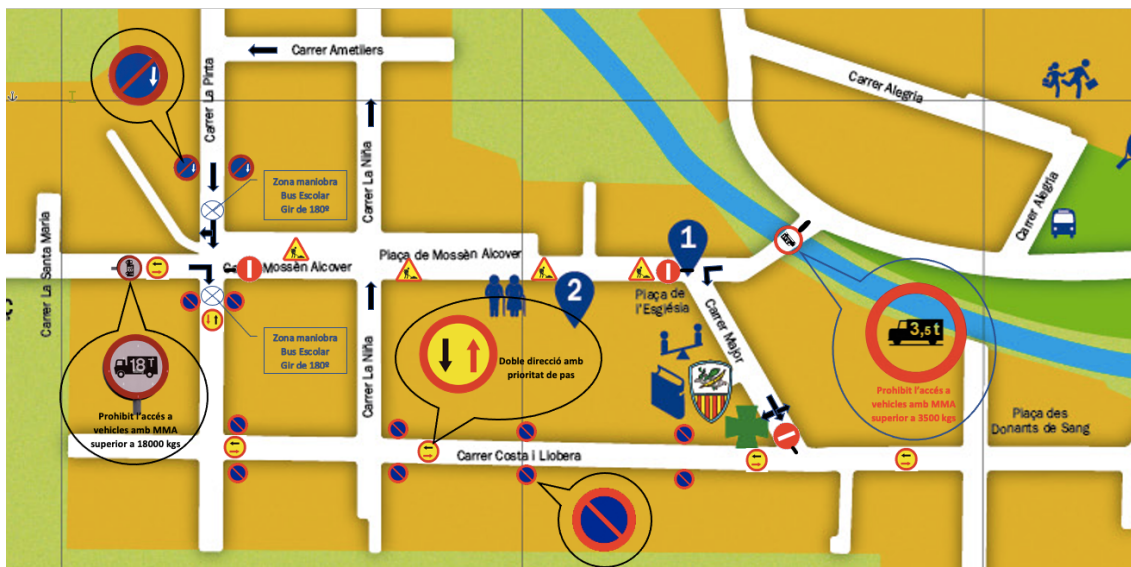 Carrer Ametllers
Carrer La Pinta
Carrer La Niña
Carrer Alegria
Carrer Alegria
Zona maniobra
Bus Escolar
Gir de 180º
Carrer La Santa Maria
Mossèn Alcover
Plaça de Mossèn Alcover
1
2
Plaça de
l'Església
Carrer Major
Zona maniobra
Bus Escolar
Gir de 180º
18T
Prohibit l'accés a
vehicles amb MMA
superior a 18000 kgs
Carrer La Niña
Doble direcció amb
prioritat de pas
3,5t
Prohibit l'accés a
vehicles amb MMA
superior a 3500 kgs
Plaça des
Donants de Sang
Carrer Costa i Llobera